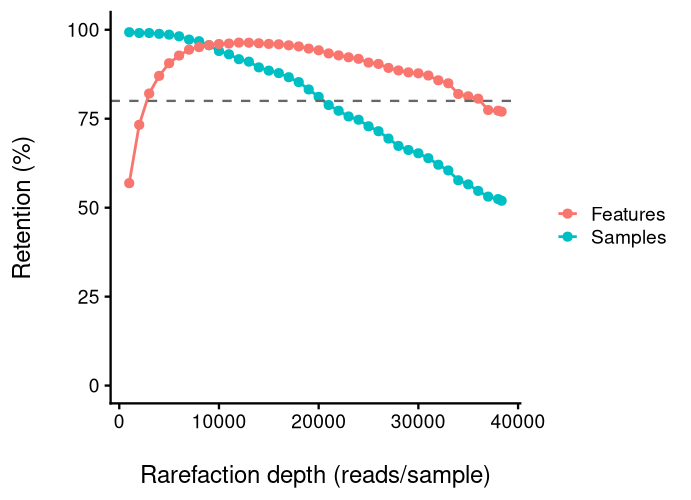 Retention (%)
100
75
50
25
0
0 10000 20000 30000 40000
Rarefaction depth (reads/sample)
Features
Samples